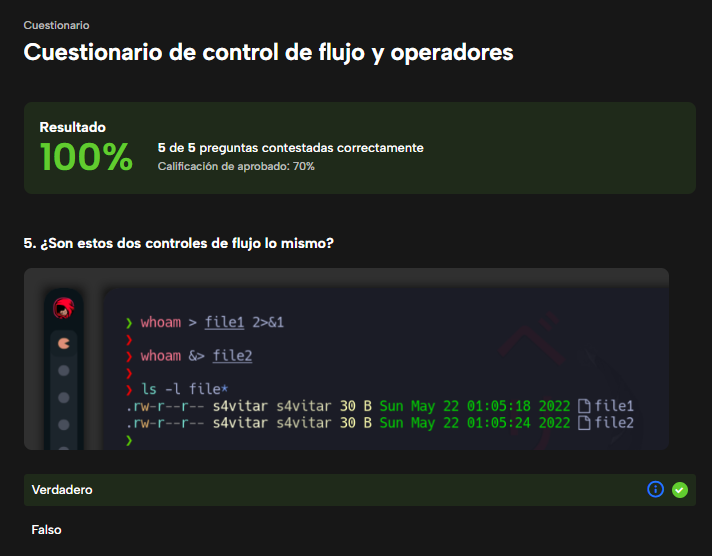 Cuestionario
Cuestionario de control de flujo y operadores
Resultado
100%
5 de 5 preguntas contestadas correctamente
Calificación de aprobado: 70%
5. ¿Son estos dos controles de flujo lo mismo?
❯ whoam > file1 2>&1
❯
❯ whoam &> file2
❯
❯ ls -l file*
.rw-r--r-- s4vitar s4vitar 30 B Sun May 22 01:05:18 2022 file1
.rw-r--r-- s4vitar s4vitar 30 B Sun May 22 01:05:24 2022 file2
❯
Verdadero
Falso